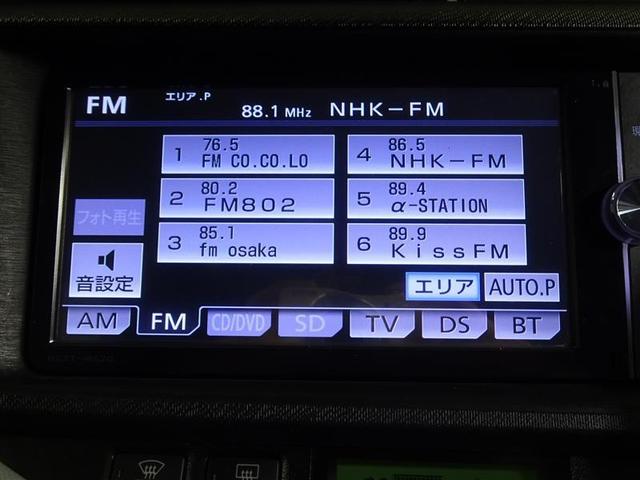 FM エリア.P 88.1 MHz NHK-FM
1 76.5 FM CO.CO.LO
4 86.5 NHK-FM
2 80.2 FM802
5 89.4 α-STATION
3 85.1 fm osaka
6 89.9 KissFM
フォト再生
音設定
エリア AUTO.P
AM FM CD/DVD SD TV DS BT